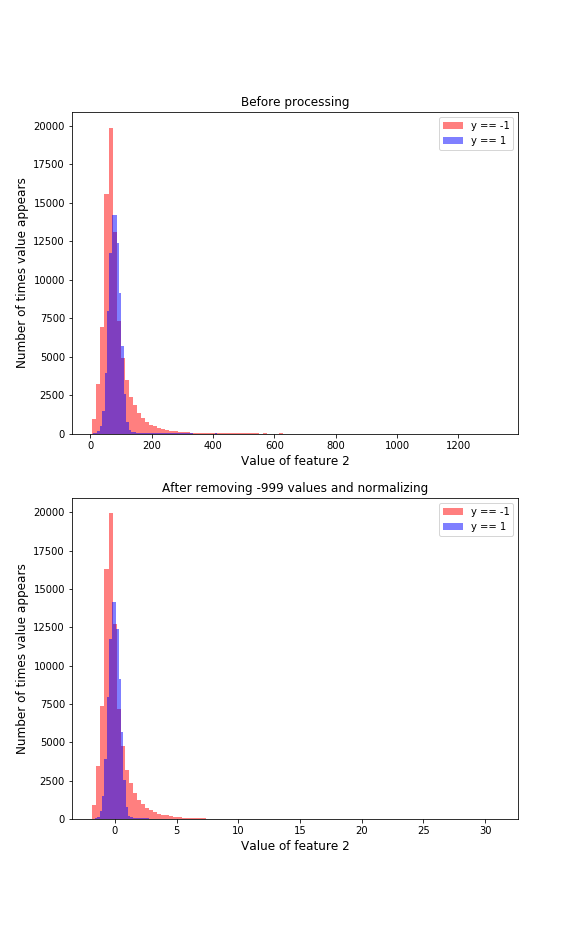 Before processing
y == -1
y == 1
20000
17500
15000
12500
10000
7500
5000
2500
0
Number of times value appears
0 200 400 600 800 1000 1200
Value of feature 2
After removing -999 values and normalizing
y == -1
y == 1
20000
17500
15000
12500
10000
7500
5000
2500
0
Number of times value appears
0 5 10 15 20 25 30
Value of feature 2